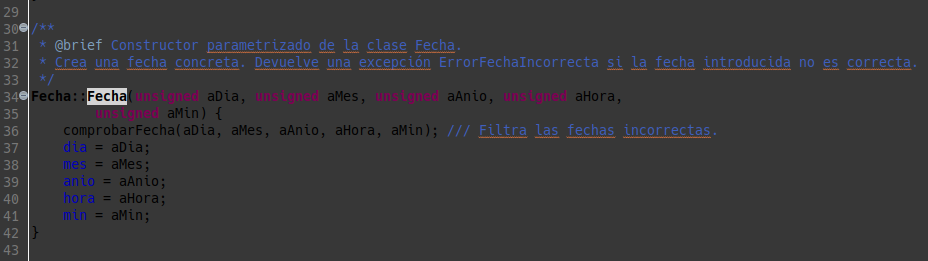 29
30 /**
31  * @brief Constructor parametrizado de la clase Fecha.
32  * Crea una fecha concreta. Devuelve una excepción ErrorFechaIncorrecta si la fecha introducida no es correcta.
33  */
34 Fecha::Fecha(unsigned aDia, unsigned aMes, unsigned aAnio, unsigned aHora,
35         unsigned aMin) {
36     comprobarFecha(aDia, aMes, aAnio, aHora, aMin); /// Filtra las fechas incorrectas.
37     dia = aDia;
38     mes = aMes;
39     anio = aAnio;
40     hora = aHora;
41     min = aMin;
42 }
43